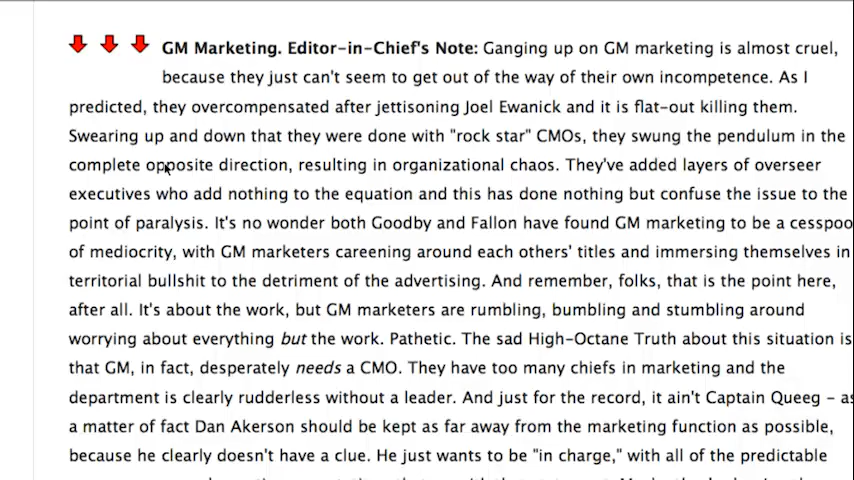 GM Marketing. Editor-in-Chief's Note: Ganging up on GM marketing is almost cruel,
because they just can't seem to get out of the way of their own incompetence. As I
predicted, they overcompensated after jettisoning Joel Ewanick and it is flat-out killing them.
Swearing up and down that they were done with "rock star" CMOs, they swung the pendulum in the
complete opposite direction, resulting in organizational chaos. They've added layers of overseer
executives who add nothing to the equation and this has done nothing but confuse the issue to the
point of paralysis. It's no wonder both Goodby and Fallon have found GM marketing to be a cesspoo
of mediocrity, with GM marketers careening around each others' titles and immersing themselves in
territorial bullshit to the detriment of the advertising. And remember, folks, that is the point here,
after all. It's about the work, but GM marketers are rumbling, bumbling and stumbling around
worrying about everything but the work. Pathetic. The sad High-Octane Truth about this situation is
that GM, in fact, desperately needs a CMO. They have too many chiefs in marketing and the
department is clearly rudderless without a leader. And just for the record, it ain't Captain Queeg - as
a matter of fact Dan Akerson should be kept as far away from the marketing function as possible,
because he clearly doesn't have a clue. He just wants to be "in charge," with all of the predictable